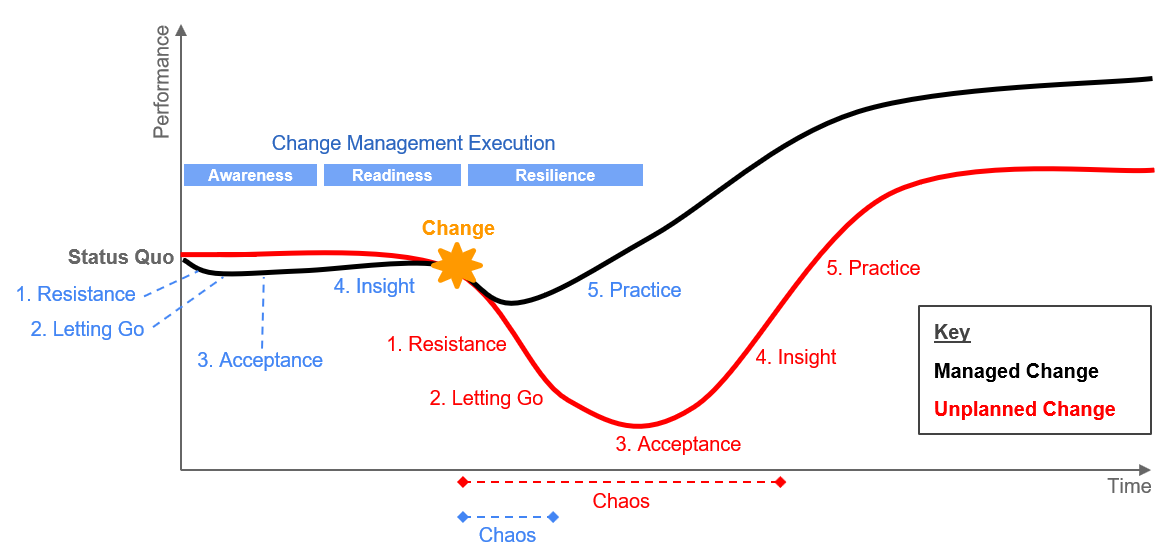 Performance
Change Management Execution
Awareness
Readiness
Resilience
Change
Status Quo
1. Resistance
2. Letting Go
3. Acceptance
4. Insight
5. Practice
1. Resistance
2. Letting Go
3. Acceptance
4. Insight
5. Practice
Key
Managed Change
Unplanned Change
Time
Chaos
Chaos